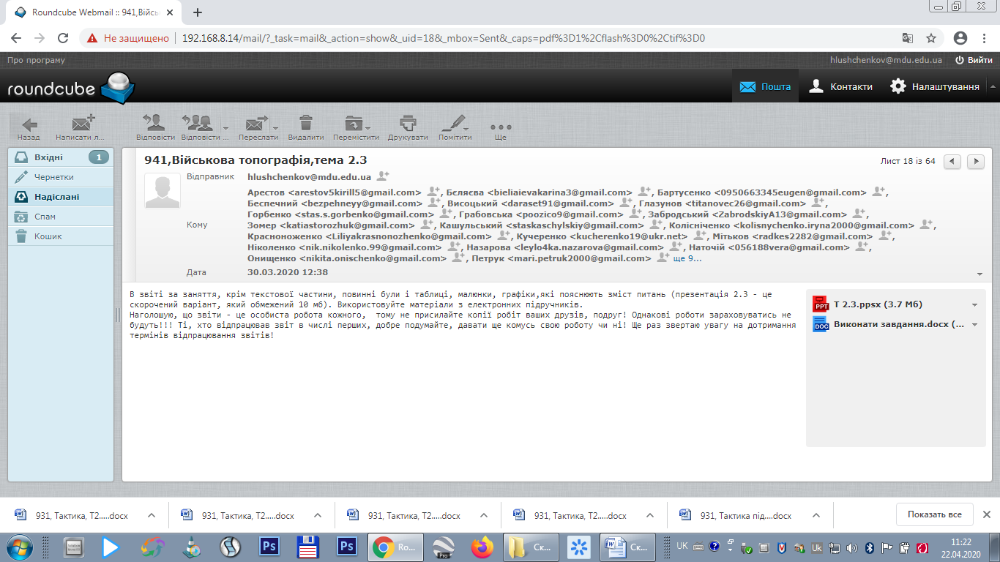 Roundcube Webmail :: 941,Війсь
Не защищено 192.168.8.14/mail/?_task=mail&_action=show&_uid=18&_mbox=Sent&_caps=pdf%3D1%2Cflash%3D0%2Ctif%3D0
Про програму hlushchenkov@mdu.edu.ua Вийти
roundcube Пошта Контакти Налаштування
Назад Написати л... Відповісти Відповісти ... Переслати Видалити Перемістити Друкувати Помітити Ще
Вхідні 1
Чернетки
Надіслані
Спам
Кошик
941,Військова топографія,тема 2.3 Лист 18 із 64
Відправник hlushchenkov@mdu.edu.ua
Кому
Арестов <arestov5kirill5@gmail.com> , Бєляєва <bieliaievakarina3@gmail.com> , Бартусенко <0950663345eugen@gmail.com> ,
Беспечний <bezpehneyy@gmail.com> , Висоцький <daraset91@gmail.com> , Глазунов <titanovec26@gmail.com> ,
Горбенко <stas.s.gorbenko@gmail.com> , Грабовська <poozico9@gmail.com> , Забродський <ZabrodskiyA13@gmail.com> ,
Зомер <katiastorozhuk@gmail.com> , Кашульський <staskaschylskiy@gmail.com> , Колісніченко <kolisnychenko.iryna2000@gmail.com> ,
Красноноженко <Liliyakrasnonozhenko@gmail.com> , Кучеренко <kucherenko19@ukr.net> , Мітьков <radkes2282@gmail.com> ,
Ніколенко <nik.nikolenko.99@gmail.com> , Назарова <leylo4ka.nazarova@gmail.com> , Наточій <056188vera@gmail.com> ,
Онищенко <nikita.onischenko@gmail.com> , Петрук <mari.petruk2000@gmail.com> ще 9...
Дата 30.03.2020 12:38
В звіті за заняття, крім текстової частини, повинні були і таблиці, малюнки, графіки,які пояснюють зміст питань (презентація 2.3 - це
скорочений варіант, який обмежений 10 мб). Використовуйте матеріали з електронних підручників.
Наголошую, що звіти - це особиста робота кожного,  тому не присилайте копії робіт ваших друзів, подруг! Однакові роботи зараховуватись не
будуть!!! Ті, хто відпрацював звіт в числі перших, добре подумайте, давати ще комусь свою роботу чи ні! Ще раз звертаю увагу на дотримання
термінів відпрацювання звітів!
PPT Т 2.3.ppsx (3.7 Мб)
DOC Виконати завдання.docx (...
931, Тактика, Т2.....docx 931, Тактика, Т2.....docx 931, Тактика, Т2.....docx 931, Тактика, Т2.....docx 931, Тактика під....docx Показать все
Ps Ps Ro... Pro Ск... Ск... UK Uk 11:22
22.04.2020